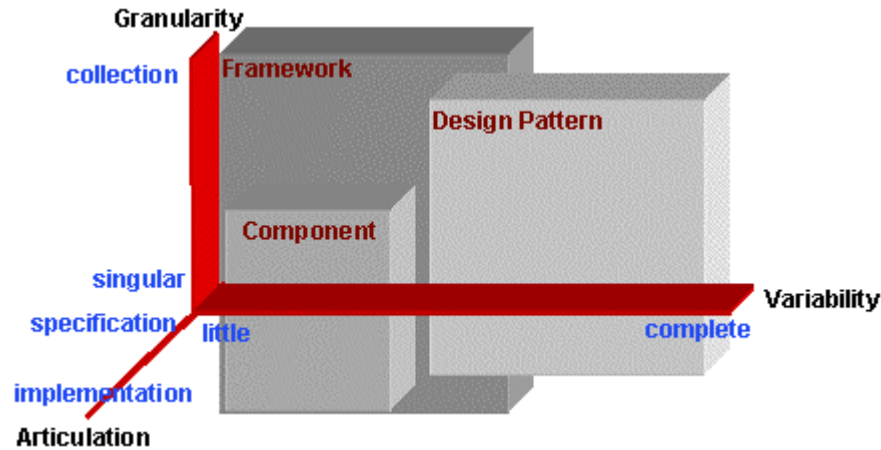 Granularity
collection
Framework
Design Pattern
Component
singular
specification
little
complete
Variability
implementation
Articulation